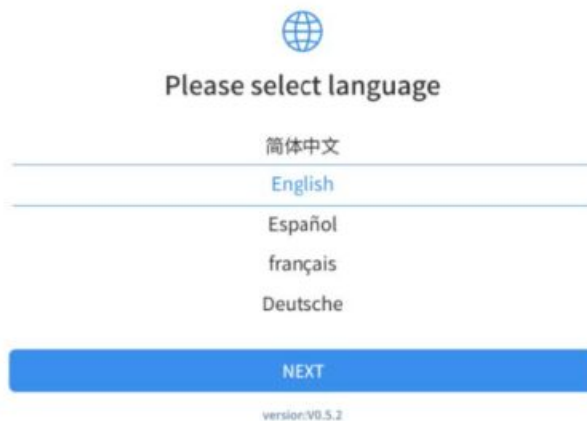 Please select language
简体中文
English
Español
français
Deutsche
NEXT
version:V0.5.2